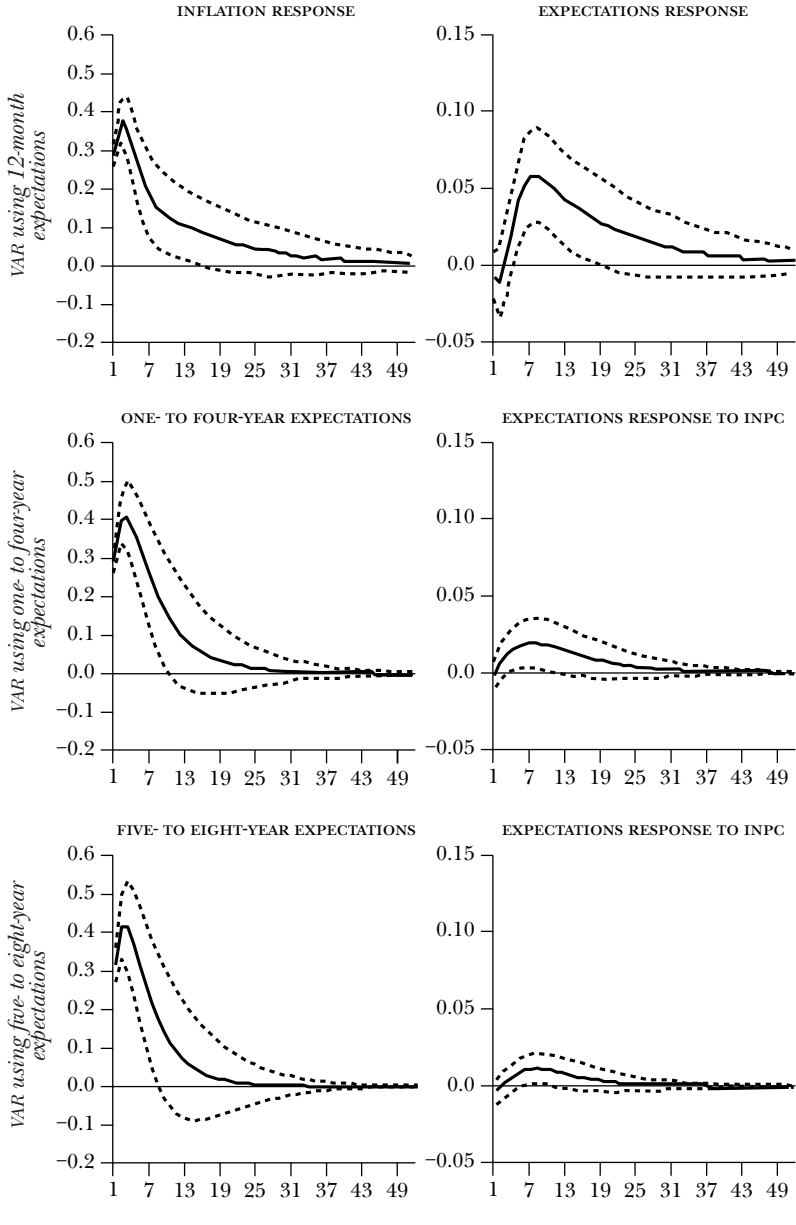 INFLATION RESPONSE
EXPECTATIONS RESPONSE
VAR using 12-month
expectations
0.6
0.5
0.4
0.3
0.2
0.1
0.0
−0.1
−0.2
1 7 13 19 25 31 37 43 49
0.15
0.10
0.05
0.0
−0.05
1 7 13 19 25 31 37 43 49
ONE- TO FOUR-YEAR EXPECTATIONS
EXPECTATIONS RESPONSE TO INPC
VAR using one- to four-year
expectations
0.6
0.5
0.4
0.3
0.2
0.1
0.0
−0.1
−0.2
1 7 13 19 25 31 37 43 49
0.15
0.10
0.05
0.0
−0.05
1 7 13 19 25 31 37 43 49
FIVE- TO EIGHT-YEAR EXPECTATIONS
EXPECTATIONS RESPONSE TO INPC
VAR using five- to eight-year
expectations
0.6
0.5
0.4
0.3
0.2
0.1
0.0
−0.1
−0.2
1 7 13 19 25 31 37 43 49
0.15
0.10
0.05
0.0
−0.05
1 7 13 19 25 31 37 43 49